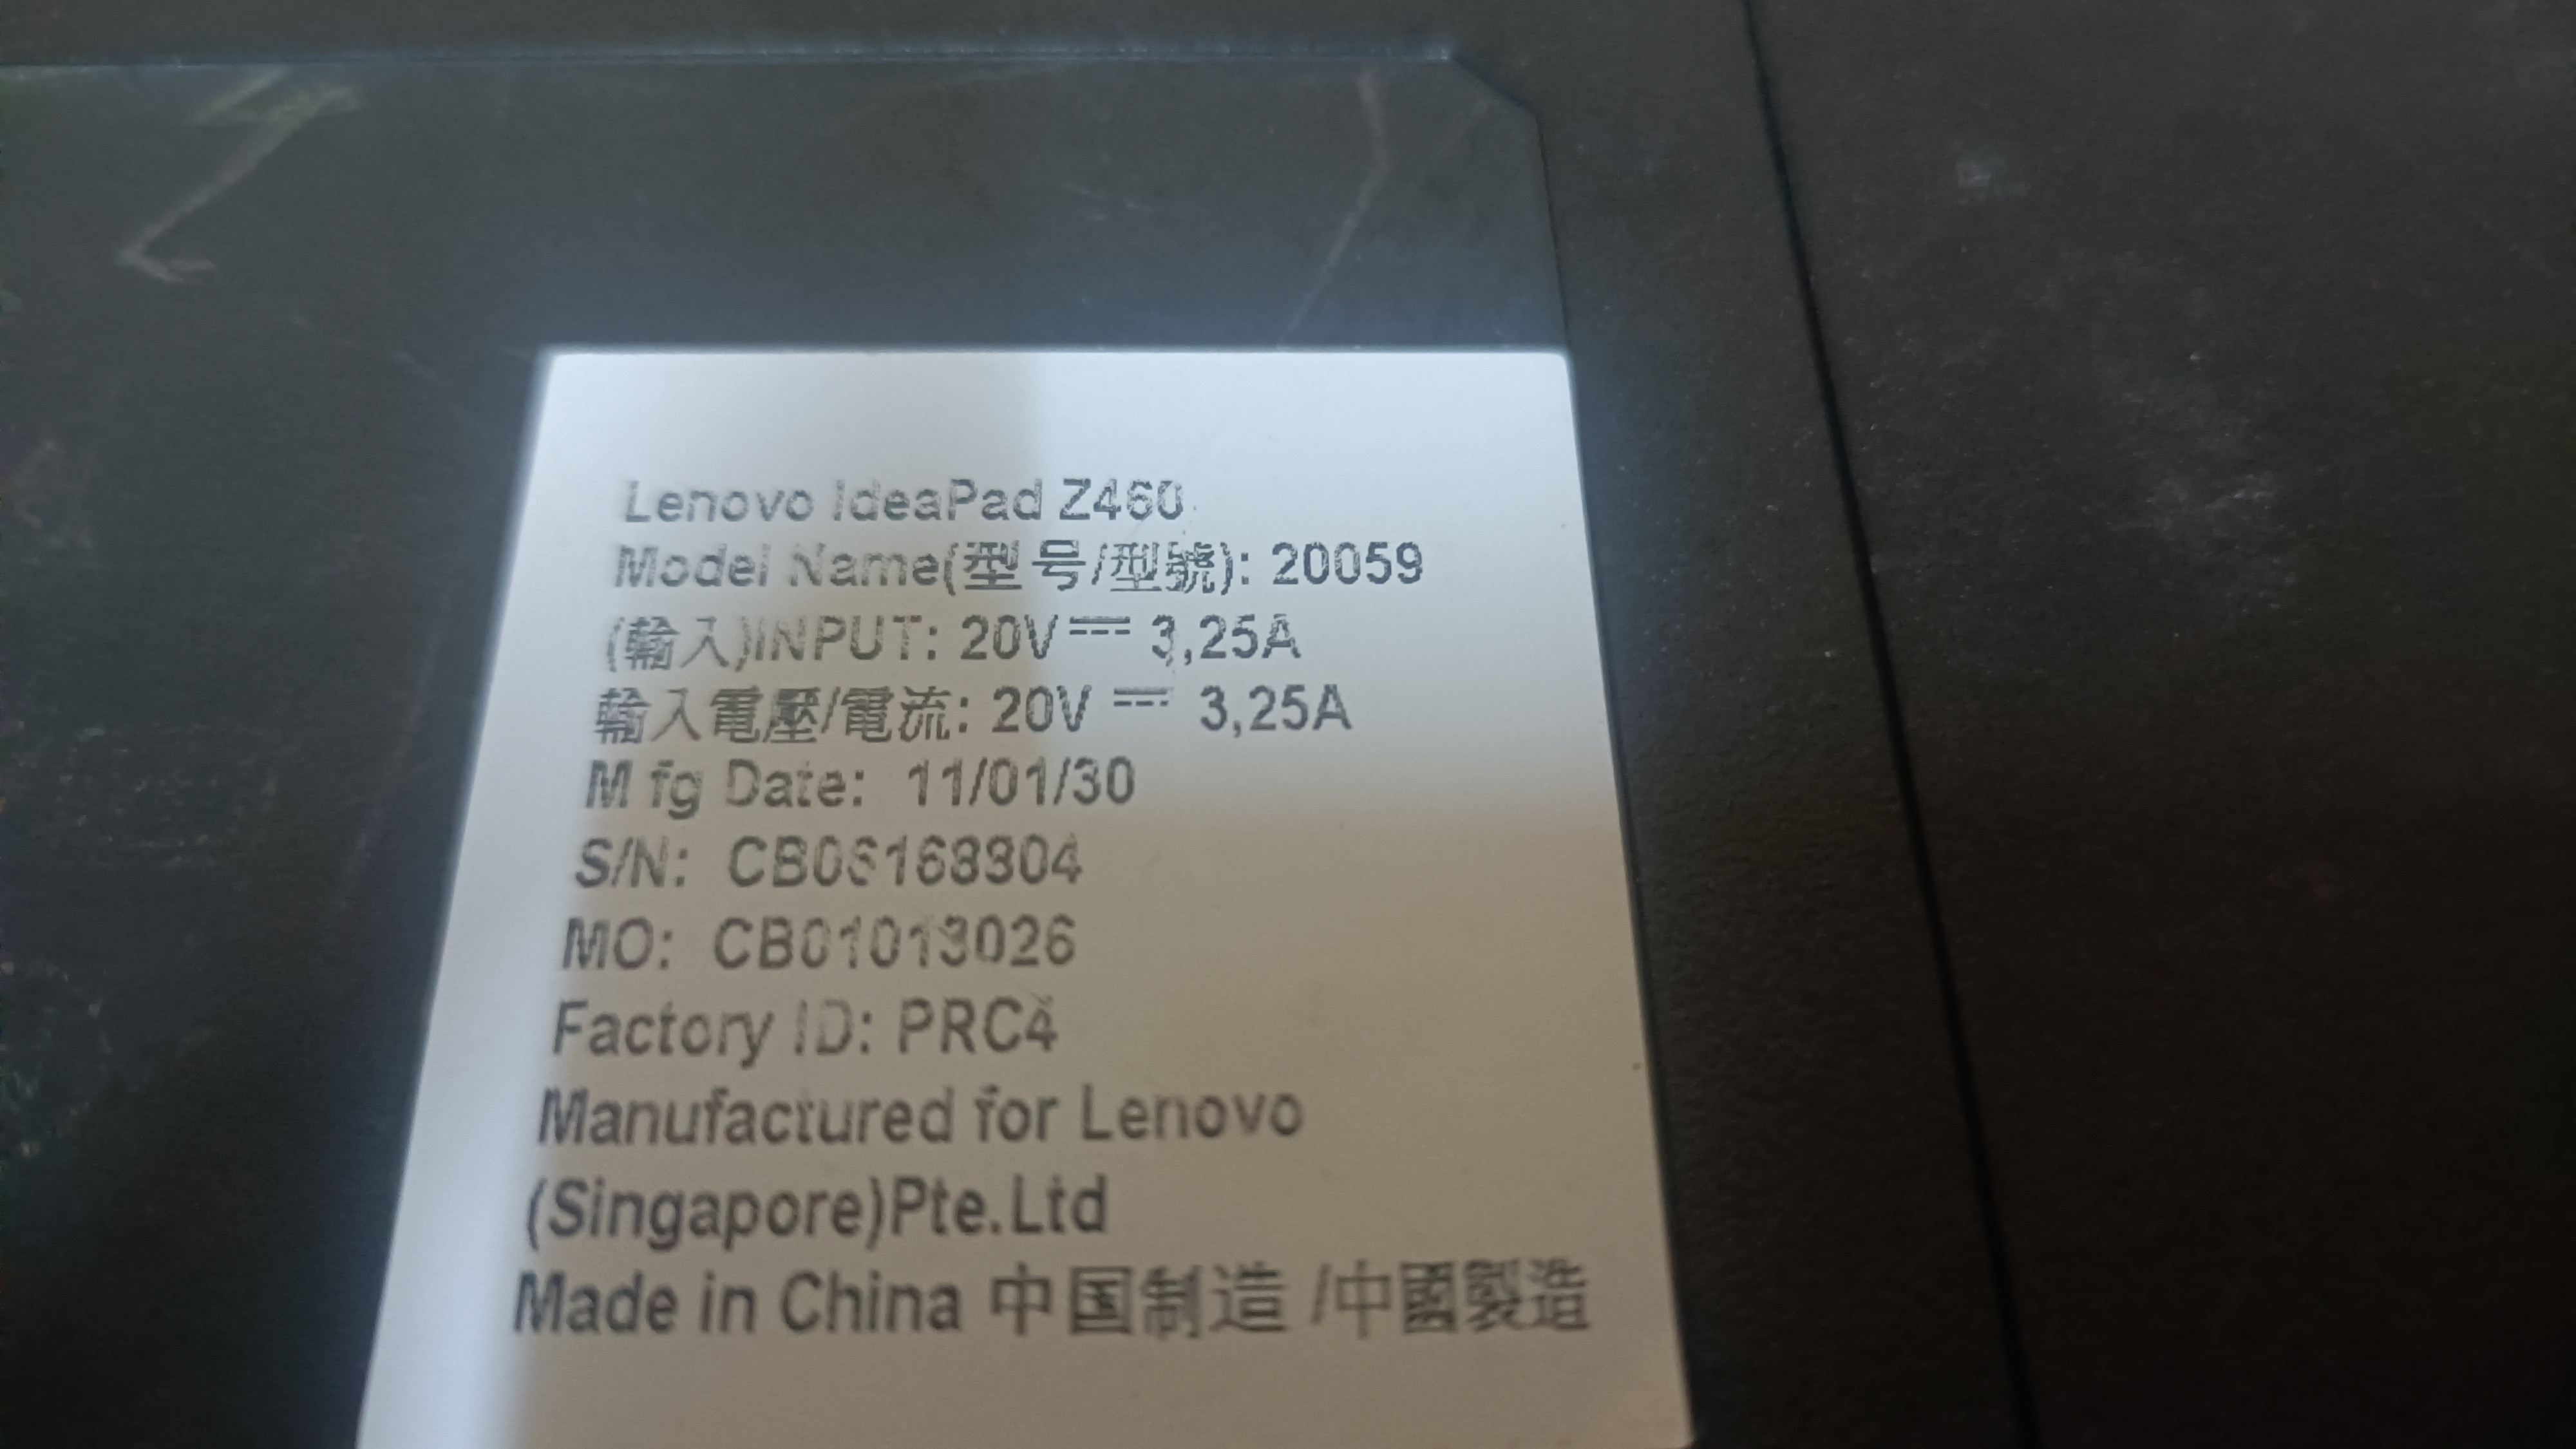 Lenovo IdeaPad Z460
Model Name(型号/型號): 20059
(輸入)INPUT: 20V⎓ 3,25A
輸入電壓/電流: 20V ⎓ 3,25A
Mfg Date: 11/01/30
S/N: CB06168304
MO: CB01013026
Factory ID: PRC4
Manufactured for Lenovo
(Singapore)Pte.Ltd
Made in China 中国制造 /中國製造